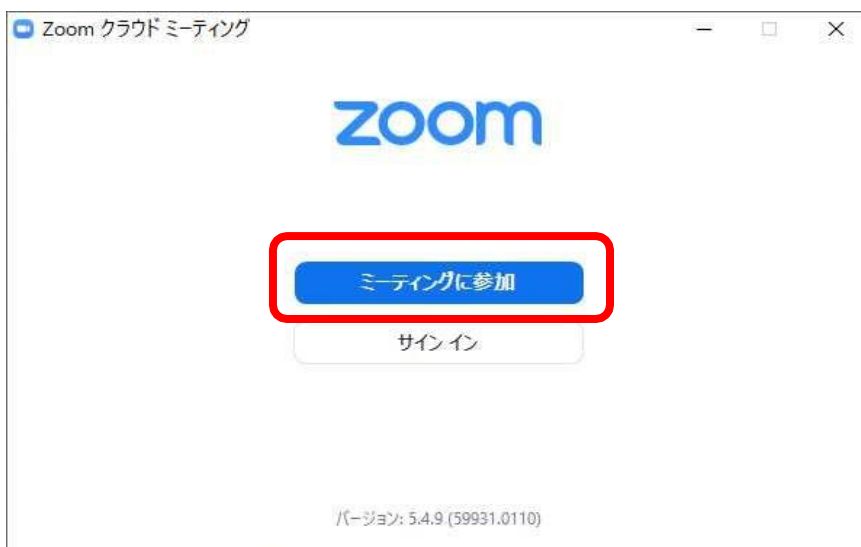 Zoom クラウド ミーティング
zoom
ミーティングに参加
サイン イン
バージョン: 5.4.9 (59931.0110)